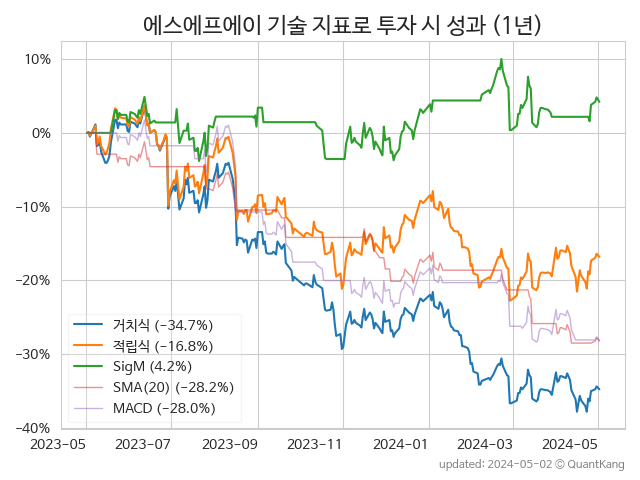 에스에프에이 기술 지표로 투자 시 성과 (1년)
10%
0%
−10%
−20%
−30%
−40%
거치식 (−34.7%)
적립식 (−16.8%)
SigM (4.2%)
SMA(20) (−28.2%)
MACD (−28.0%)
2023-05 2023-07 2023-09 2023-11 2024-01 2024-03 2024-05
updated: 2024-05-02 © QuantKang